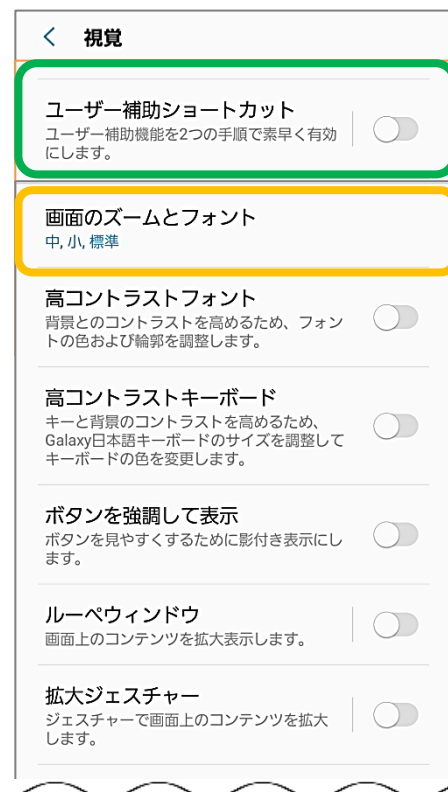 視覚
ユーザー補助ショートカット
ユーザー補助機能を2つの手順で素早く有効
にします。
画面のズームとフォント
中, 小, 標準
高コントラストフォント
背景とのコントラストを高めるため、フォン
トの色および輪郭を調整します。
高コントラストキーボード
キーと背景のコントラストを高めるため、
Galaxy日本語キーボードのサイズを調整して
キーボードの色を変更します。
ボタンを強調して表示
ボタンを見やすくするために影付き表示にし
ます。
ルーペウィンドウ
画面上のコンテンツを拡大表示します。
拡大ジェスチャー
ジェスチャーで画面上のコンテンツを拡大
します。